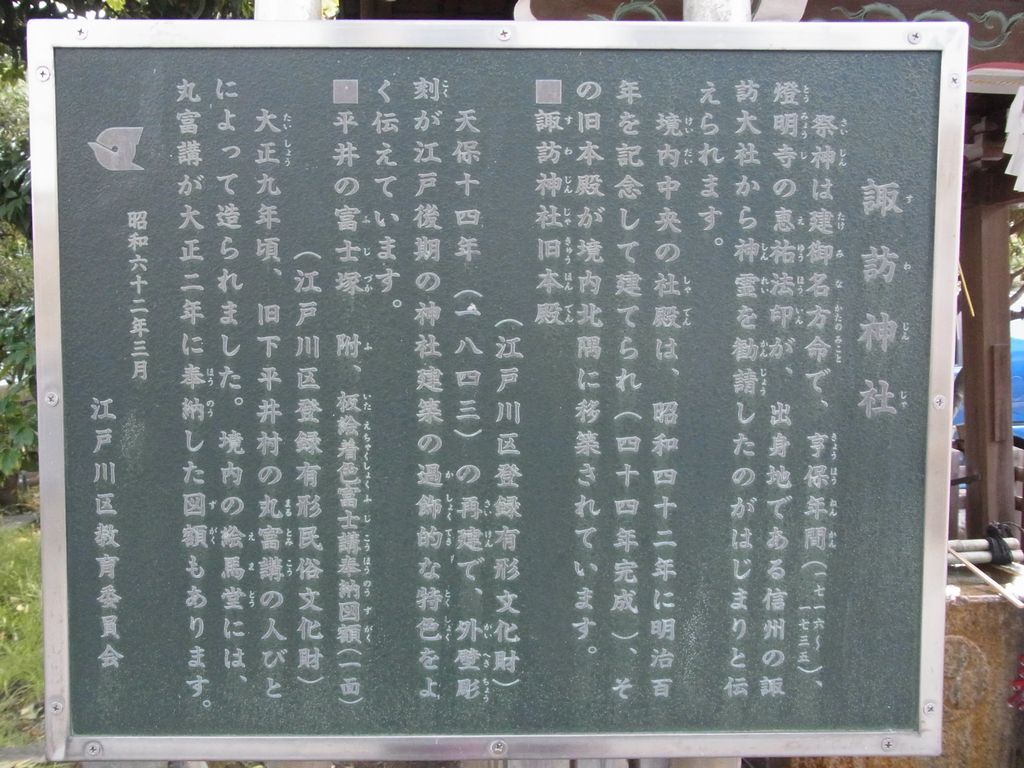 諏訪神社
祭神は建御名方命で、享保年間(一七一六〜一七三五)、
燈明寺の恵祐法印が、出身地である信州の諏
訪大社から神霊を勧請したのがはじまりと伝
えられます。
境内中央の社殿は、昭和四十二年に明治百
年を記念して建てられ(四十四年完成)、そ
の旧本殿が境内北隅に移築されています。
■諏訪神社旧本殿
(江戸川区登録有形文化財)
天保十四年(一八四三)の再建で、外壁彫
刻が江戸後期の神社建築の過飾的な特色をよ
く伝えています。
■平井の富士塚 附、板絵着色富士講奉納図額(一面)
(江戸川区登録有形民俗文化財)
大正九年頃、旧下平井村の丸富講の人びと
によって造られました。境内の絵馬堂には、
丸富講が大正二年に奉納した図額もあります。
昭和六十二年三月
江戸川区教育委員会